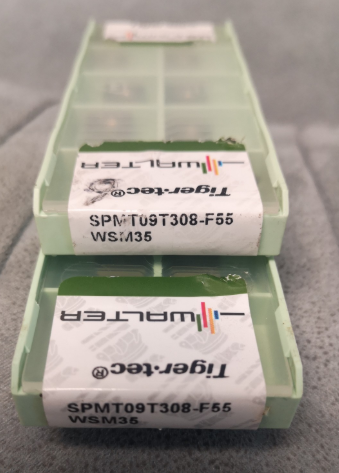 WALTER
Tiger·tec®
SPMT09T308-F55
WSM35
WALTER
Tiger·tec®
SPMT09T308-F55
WSM35